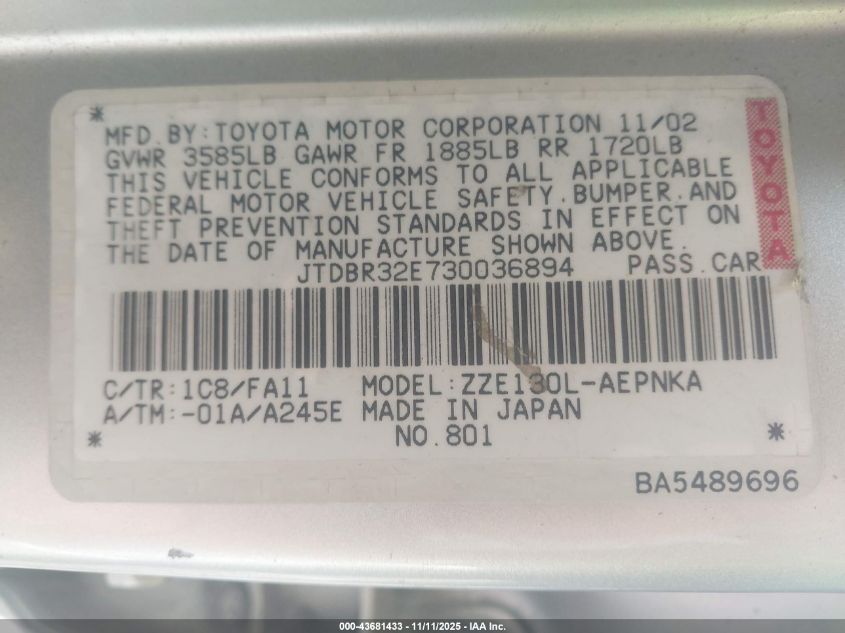 MFD.BY:TOYOTA MOTOR CORPORATION 11/02
GVWR 3585LB GAWR FR 1885LB RR 1720LB
THIS VEHICLE CONFORMS TO ALL APPLICABLE
FEDERAL MOTOR VEHICLE SAFETY.BUMPER.AND
THEFT PREVENTION STANDARDS IN EFFECT ON
THE DATE OF MANUFACTURE SHOWN ABOVE.
JTDBR32E730036894 PASS.CAR
TOYOTA
C/TR:1C8/FA11 MODEL:ZZE130L-AEPNKA
A/TM:-01A/A245E MADE IN JAPAN
NO.801
BA5489696
000-43681433 - 11/11/2025 - IAA Inc.